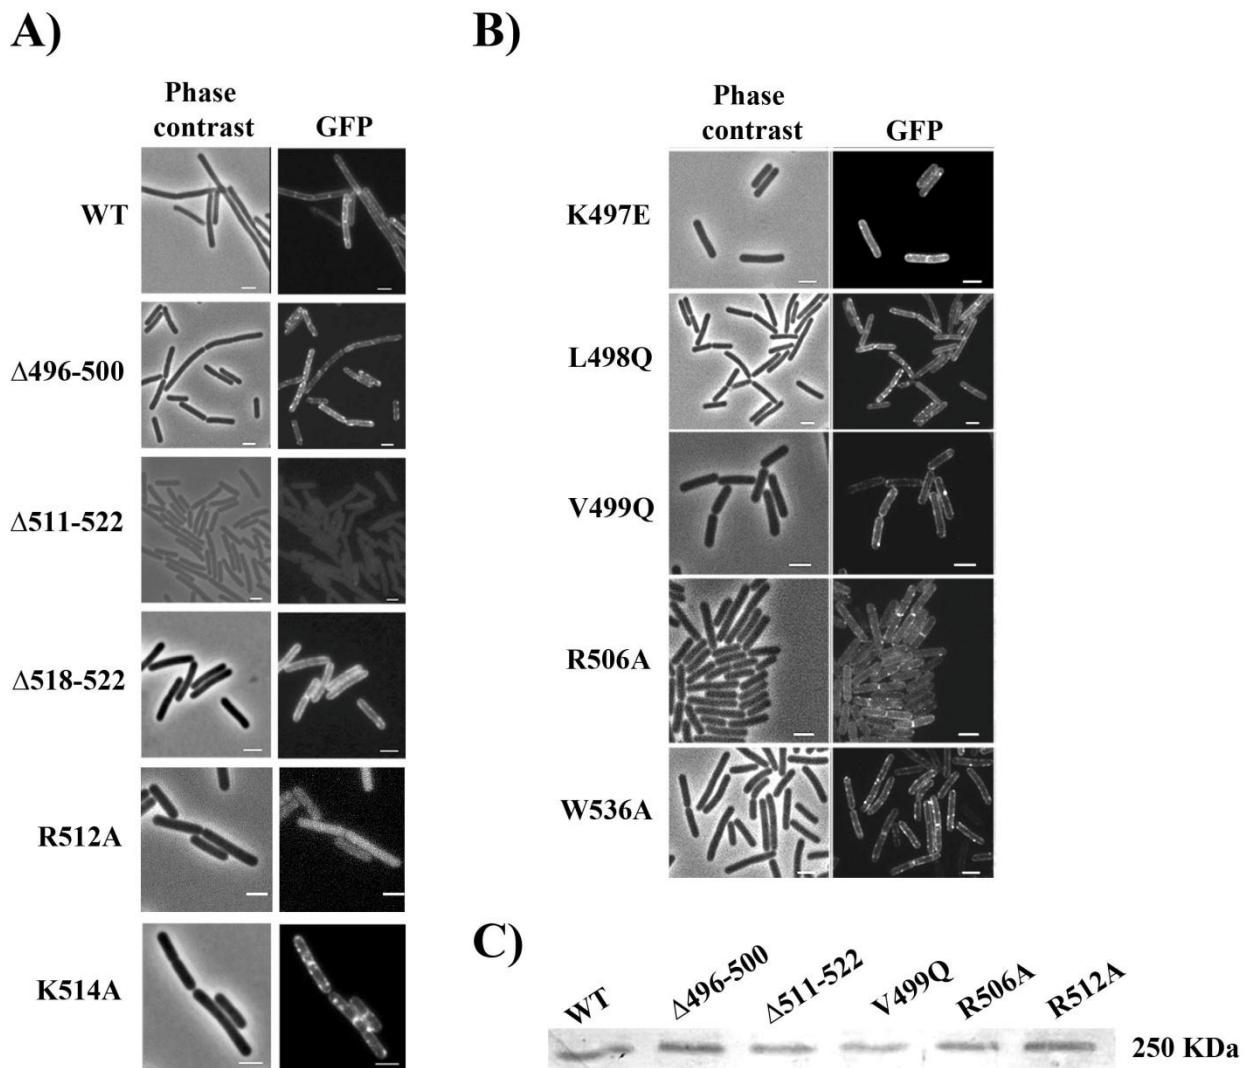 A)
Phase
contrast
GFP
WT
Δ496-500
Δ511-522
Δ518-522
R512A
K514A
B)
Phase
contrast
GFP
K497E
L498Q
V499Q
R506A
W536A
C)
WT
Δ496-500
Δ511-522
V499Q
R506A
R512A
250 KDa